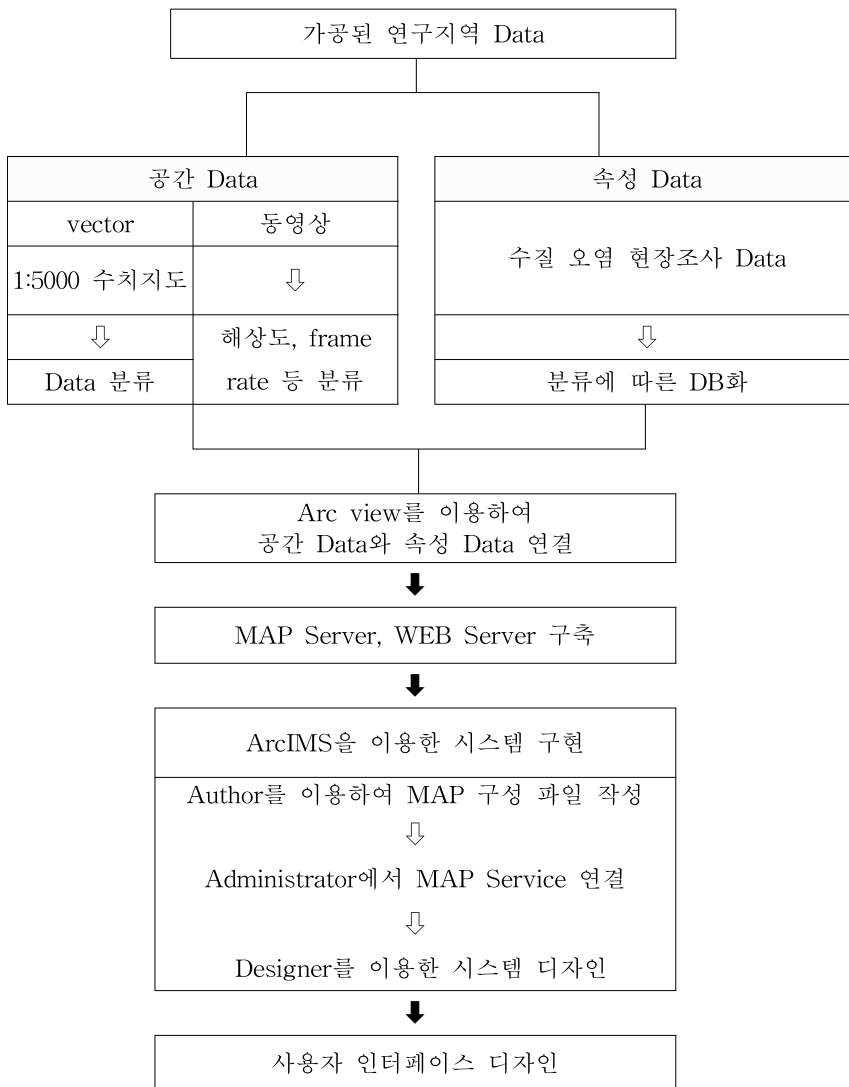 가공된 연구지역 Data
공간 Data
vector
동영상
1:5000 수치지도
⇩
⇩
해상도, frame
rate 등 분류
Data 분류
속성 Data
수질 오염 현장조사 Data
⇩
분류에 따른 DB화
Arc view를 이용하여
공간 Data와 속성 Data 연결
MAP Server, WEB Server 구축
ArcIMS을 이용한 시스템 구현
Author를 이용하여 MAP 구성 파일 작성
⇩
Administrator에서 MAP Service 연결
⇩
Designer를 이용한 시스템 디자인
사용자 인터페이스 디자인